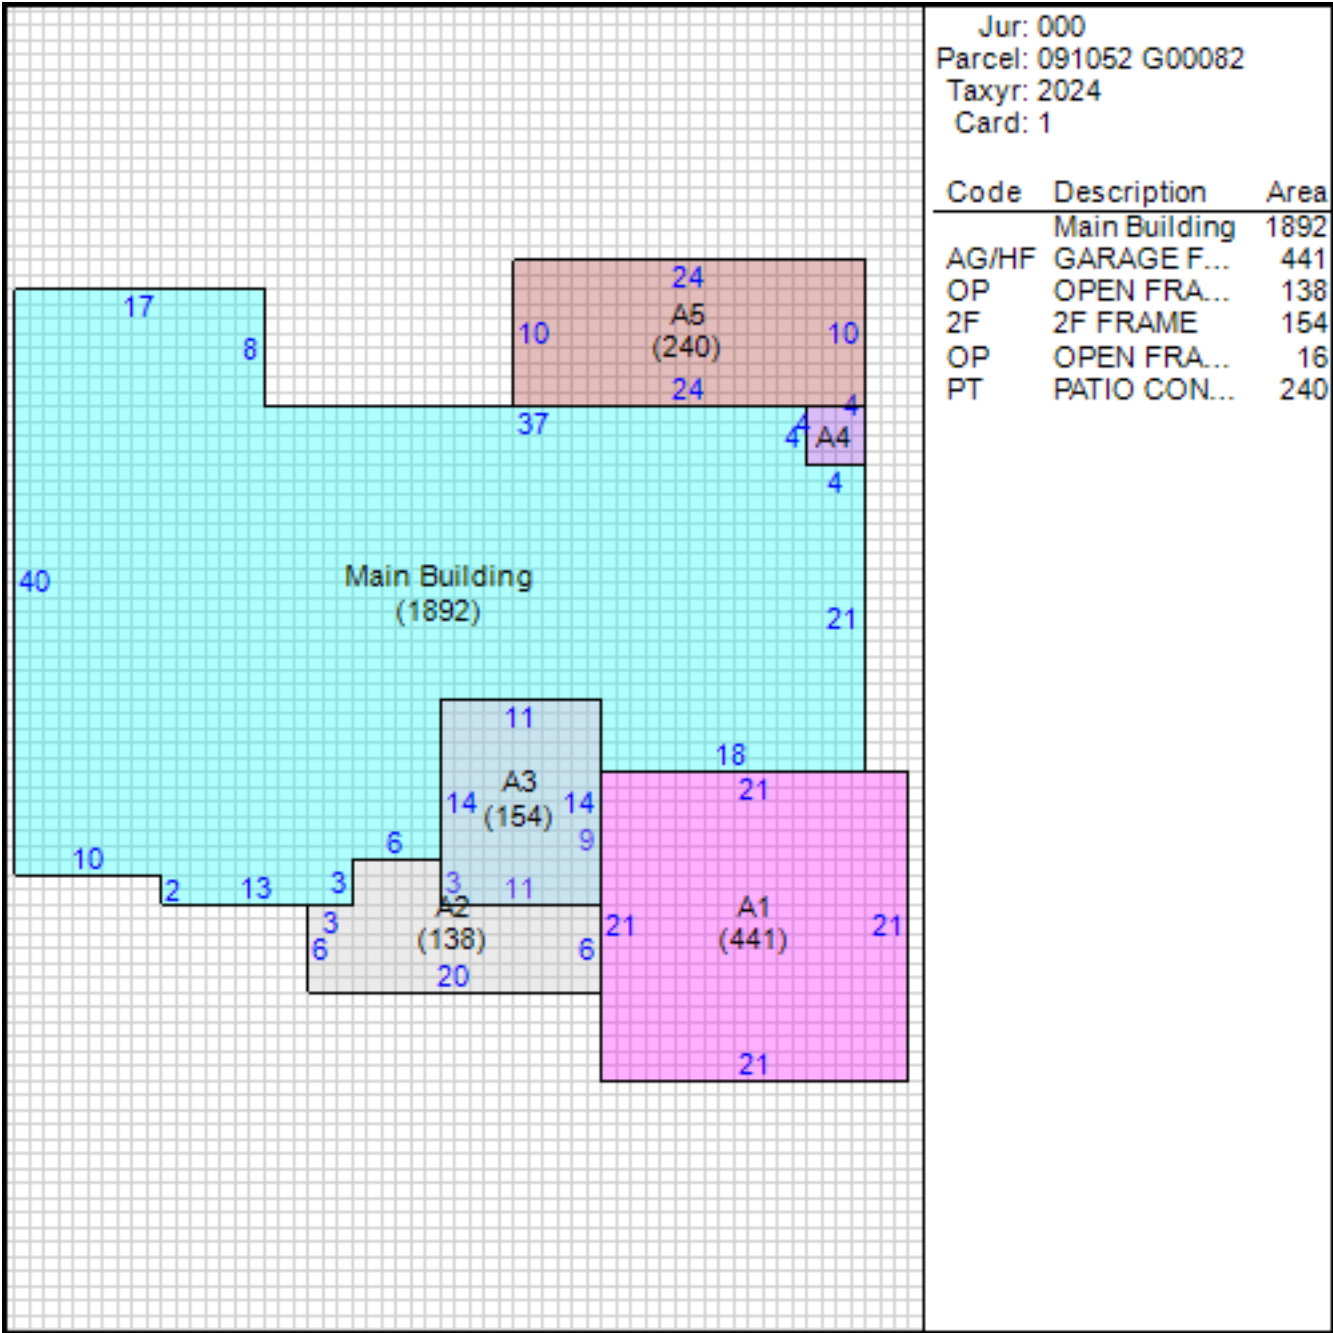 Jur: 000
Parcel: 091052 G00082
Taxyr: 2024
Card: 1
Code Description Area
Main Building 1892
AG/HF GARAGE F... 441
OP OPEN FRA... 138
2F 2F FRAME 154
OP OPEN FRA... 16
PT PATIO CON... 240
24
A5
10 10
(240)
24
17
8
37
4
4
4 A4
4
40
Main Building
(1892)
21
11
18
A3
14 14
(154)
9
21
6
10
2 13 3
3 11
A2
3
(138)
6 6
20
A1
21 21
(441)
21